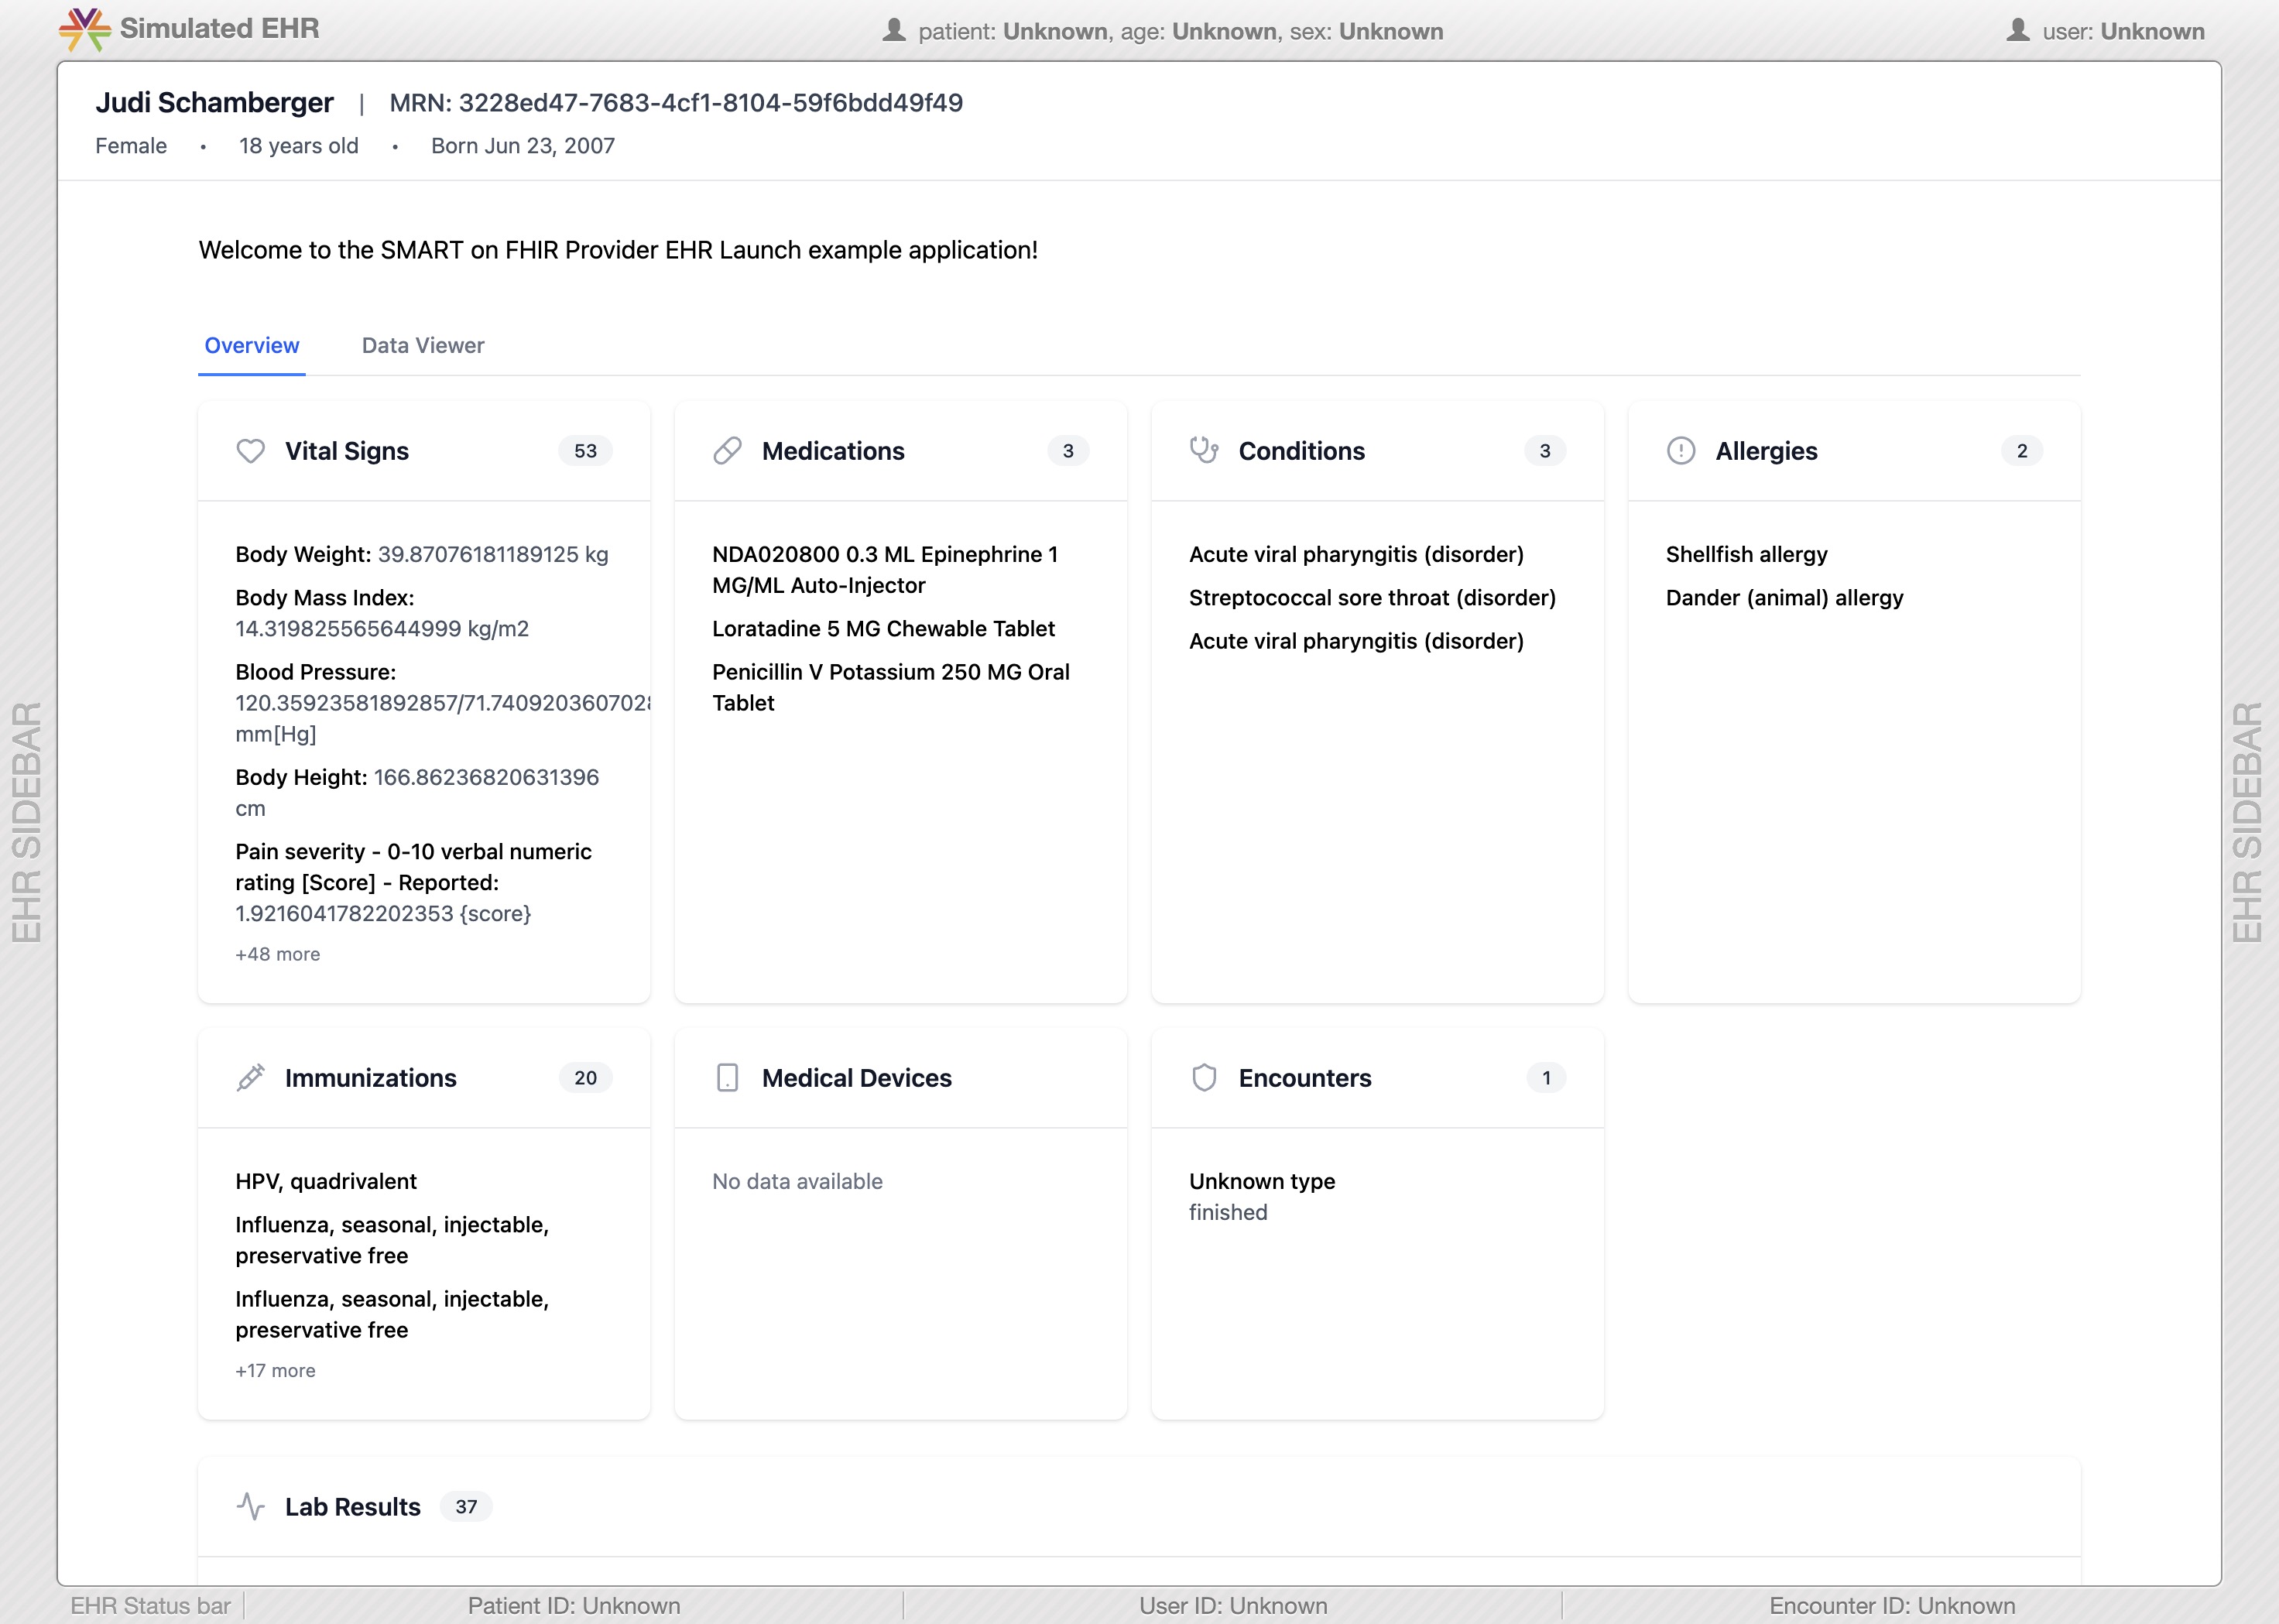 Simulated EHR
patient: Unknown, age: Unknown, sex: Unknown
user: Unknown
Judi Schamberger | MRN: 3228ed47-7683-4cf1-8104-59f6bdd49f49
Female • 18 years old • Born Jun 23, 2007
Welcome to the SMART on FHIR Provider EHR Launch example application!
Overview
Data Viewer
Vital Signs 53
Body Weight: 39.87076181189125 kg
Body Mass Index:
14.319825565644999 kg/m2
Blood Pressure:
120.35923581892857/71.7409203607028
mm[Hg]
Body Height: 166.86236820631396
cm
Pain severity - 0-10 verbal numeric
rating [Score] - Reported:
1.9216041782202353 {score}
+48 more
Medications 3
NDA020800 0.3 ML Epinephrine 1
MG/ML Auto-Injector
Loratadine 5 MG Chewable Tablet
Penicillin V Potassium 250 MG Oral
Tablet
Conditions 3
Acute viral pharyngitis (disorder)
Streptococcal sore throat (disorder)
Acute viral pharyngitis (disorder)
Allergies 2
Shellfish allergy
Dander (animal) allergy
Immunizations 20
HPV, quadrivalent
Influenza, seasonal, injectable,
preservative free
Influenza, seasonal, injectable,
preservative free
+17 more
Medical Devices
No data available
Encounters 1
Unknown type
finished
Lab Results 37
EHR SIDEBAR
EHR SIDEBAR
EHR Status bar
Patient ID: Unknown
User ID: Unknown
Encounter ID: Unknown